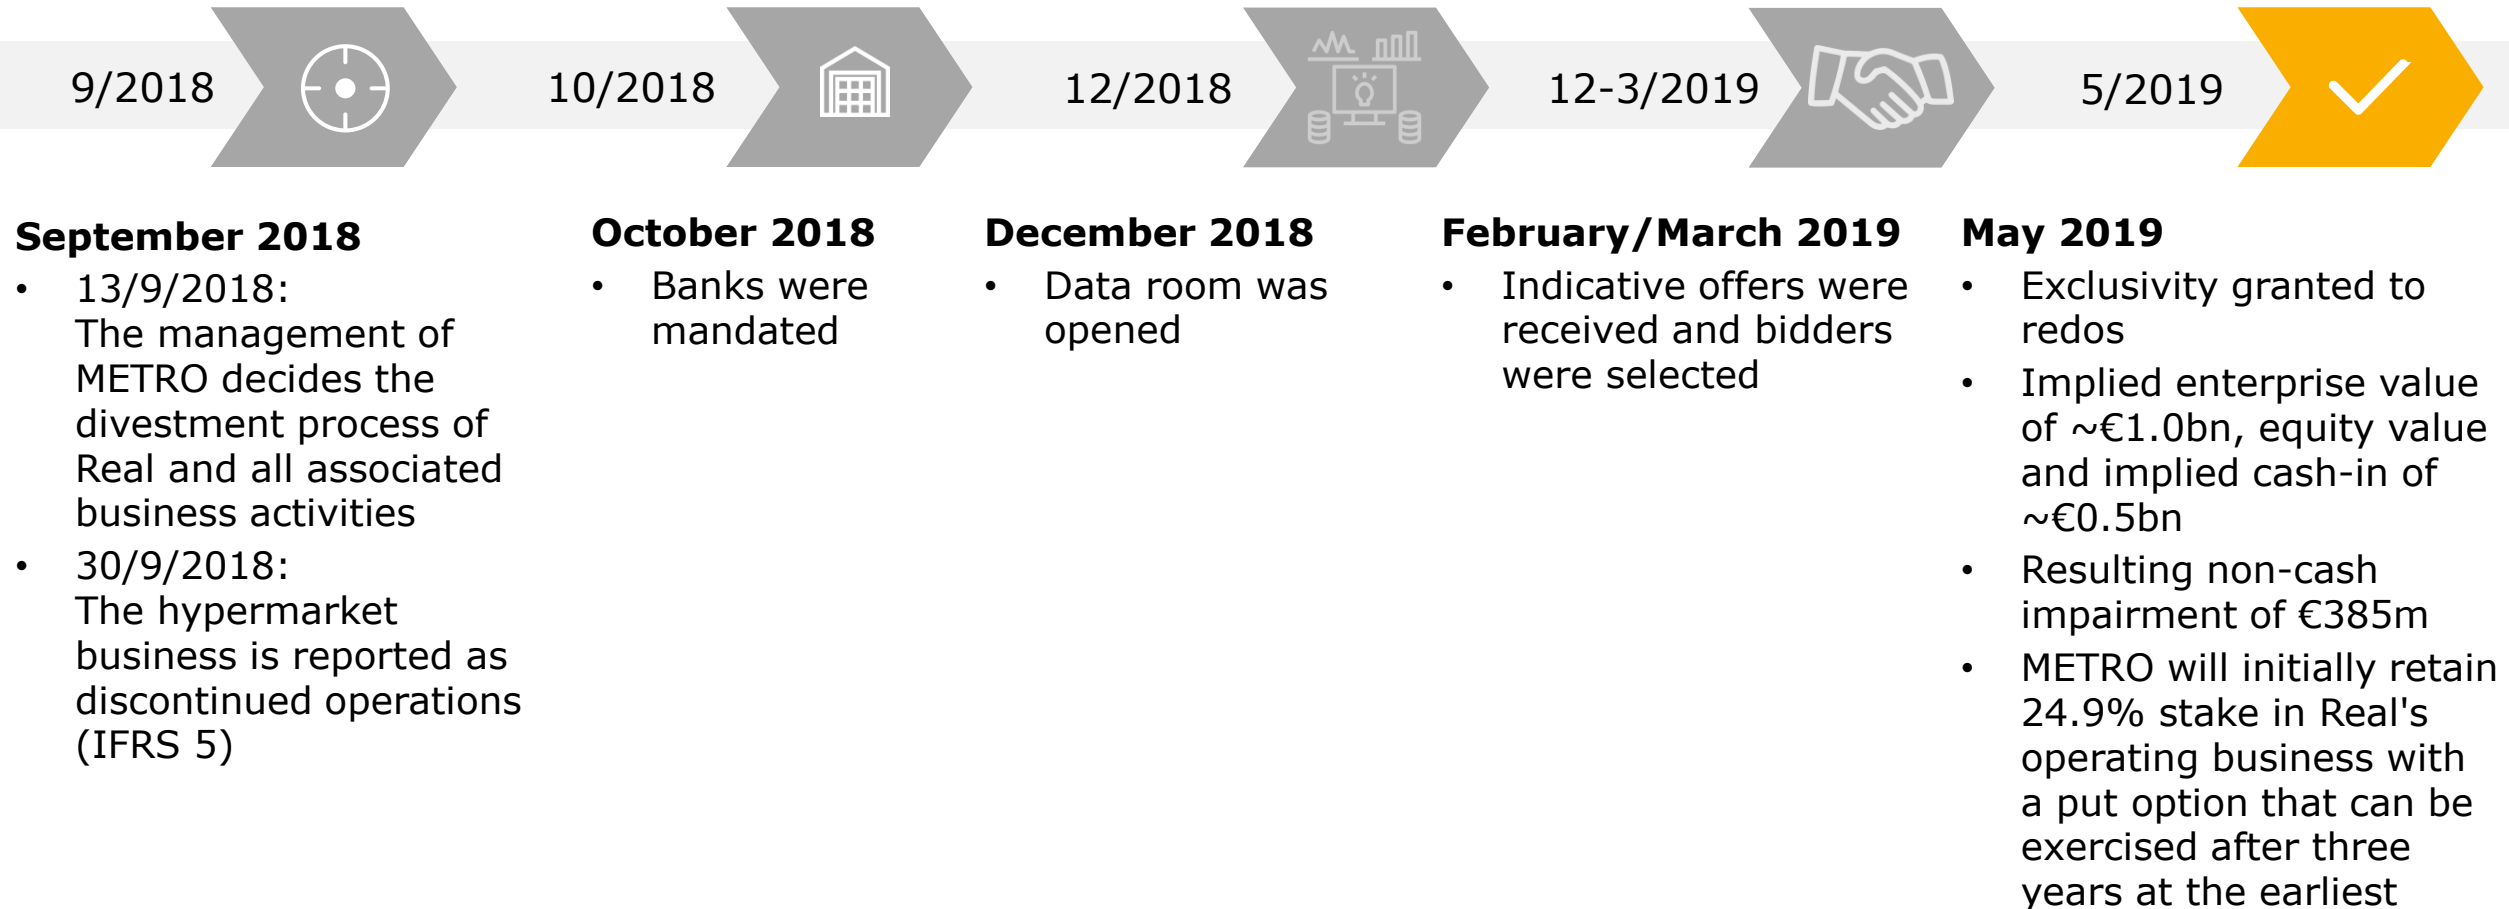 9/2018
10/2018
12/2018
12-3/2019
5/2019
September 2018
• 13/9/2018:
The management of
METRO decides the
divestment process of
Real and all associated
business activities
• 30/9/2018:
The hypermarket
business is reported as
discontinued operations
(IFRS 5)
October 2018
• Banks were
mandated
December 2018
• Data room was
opened
February/March 2019
• Indicative offers were
received and bidders
were selected
May 2019
• Exclusivity granted to
redos
• Implied enterprise value
of ~€1.0bn, equity value
and implied cash-in of
~€0.5bn
• Resulting non-cash
impairment of €385m
• METRO will initially retain
24.9% stake in Real's
operating business with
a put option that can be
exercised after three
years at the earliest